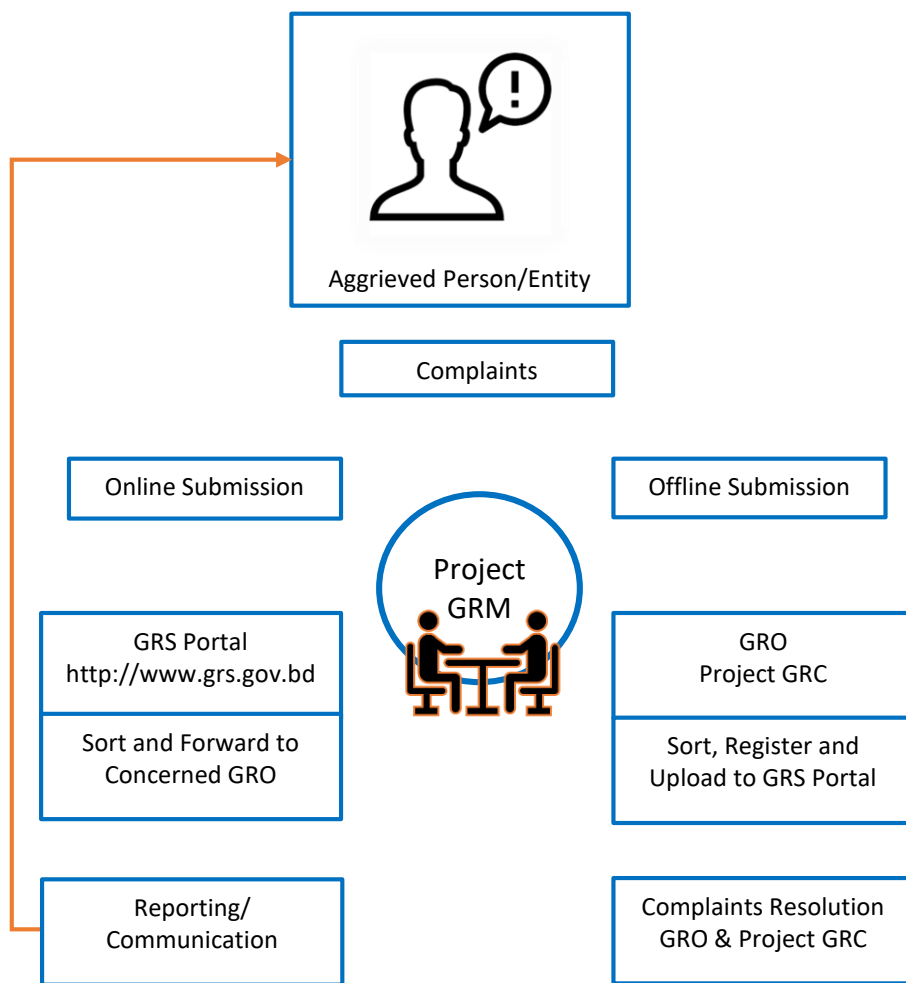 !
Aggrieved Person/Entity
Complaints
Online Submission
Offline Submission
Project
GRM
GRS Portal
http://www.grs.gov.bd
Sort and Forward to
Concerned GRO
GRO
Project GRC
Sort, Register and
Upload to GRS Portal
Reporting/
Communication
Complaints Resolution
GRO & Project GRC